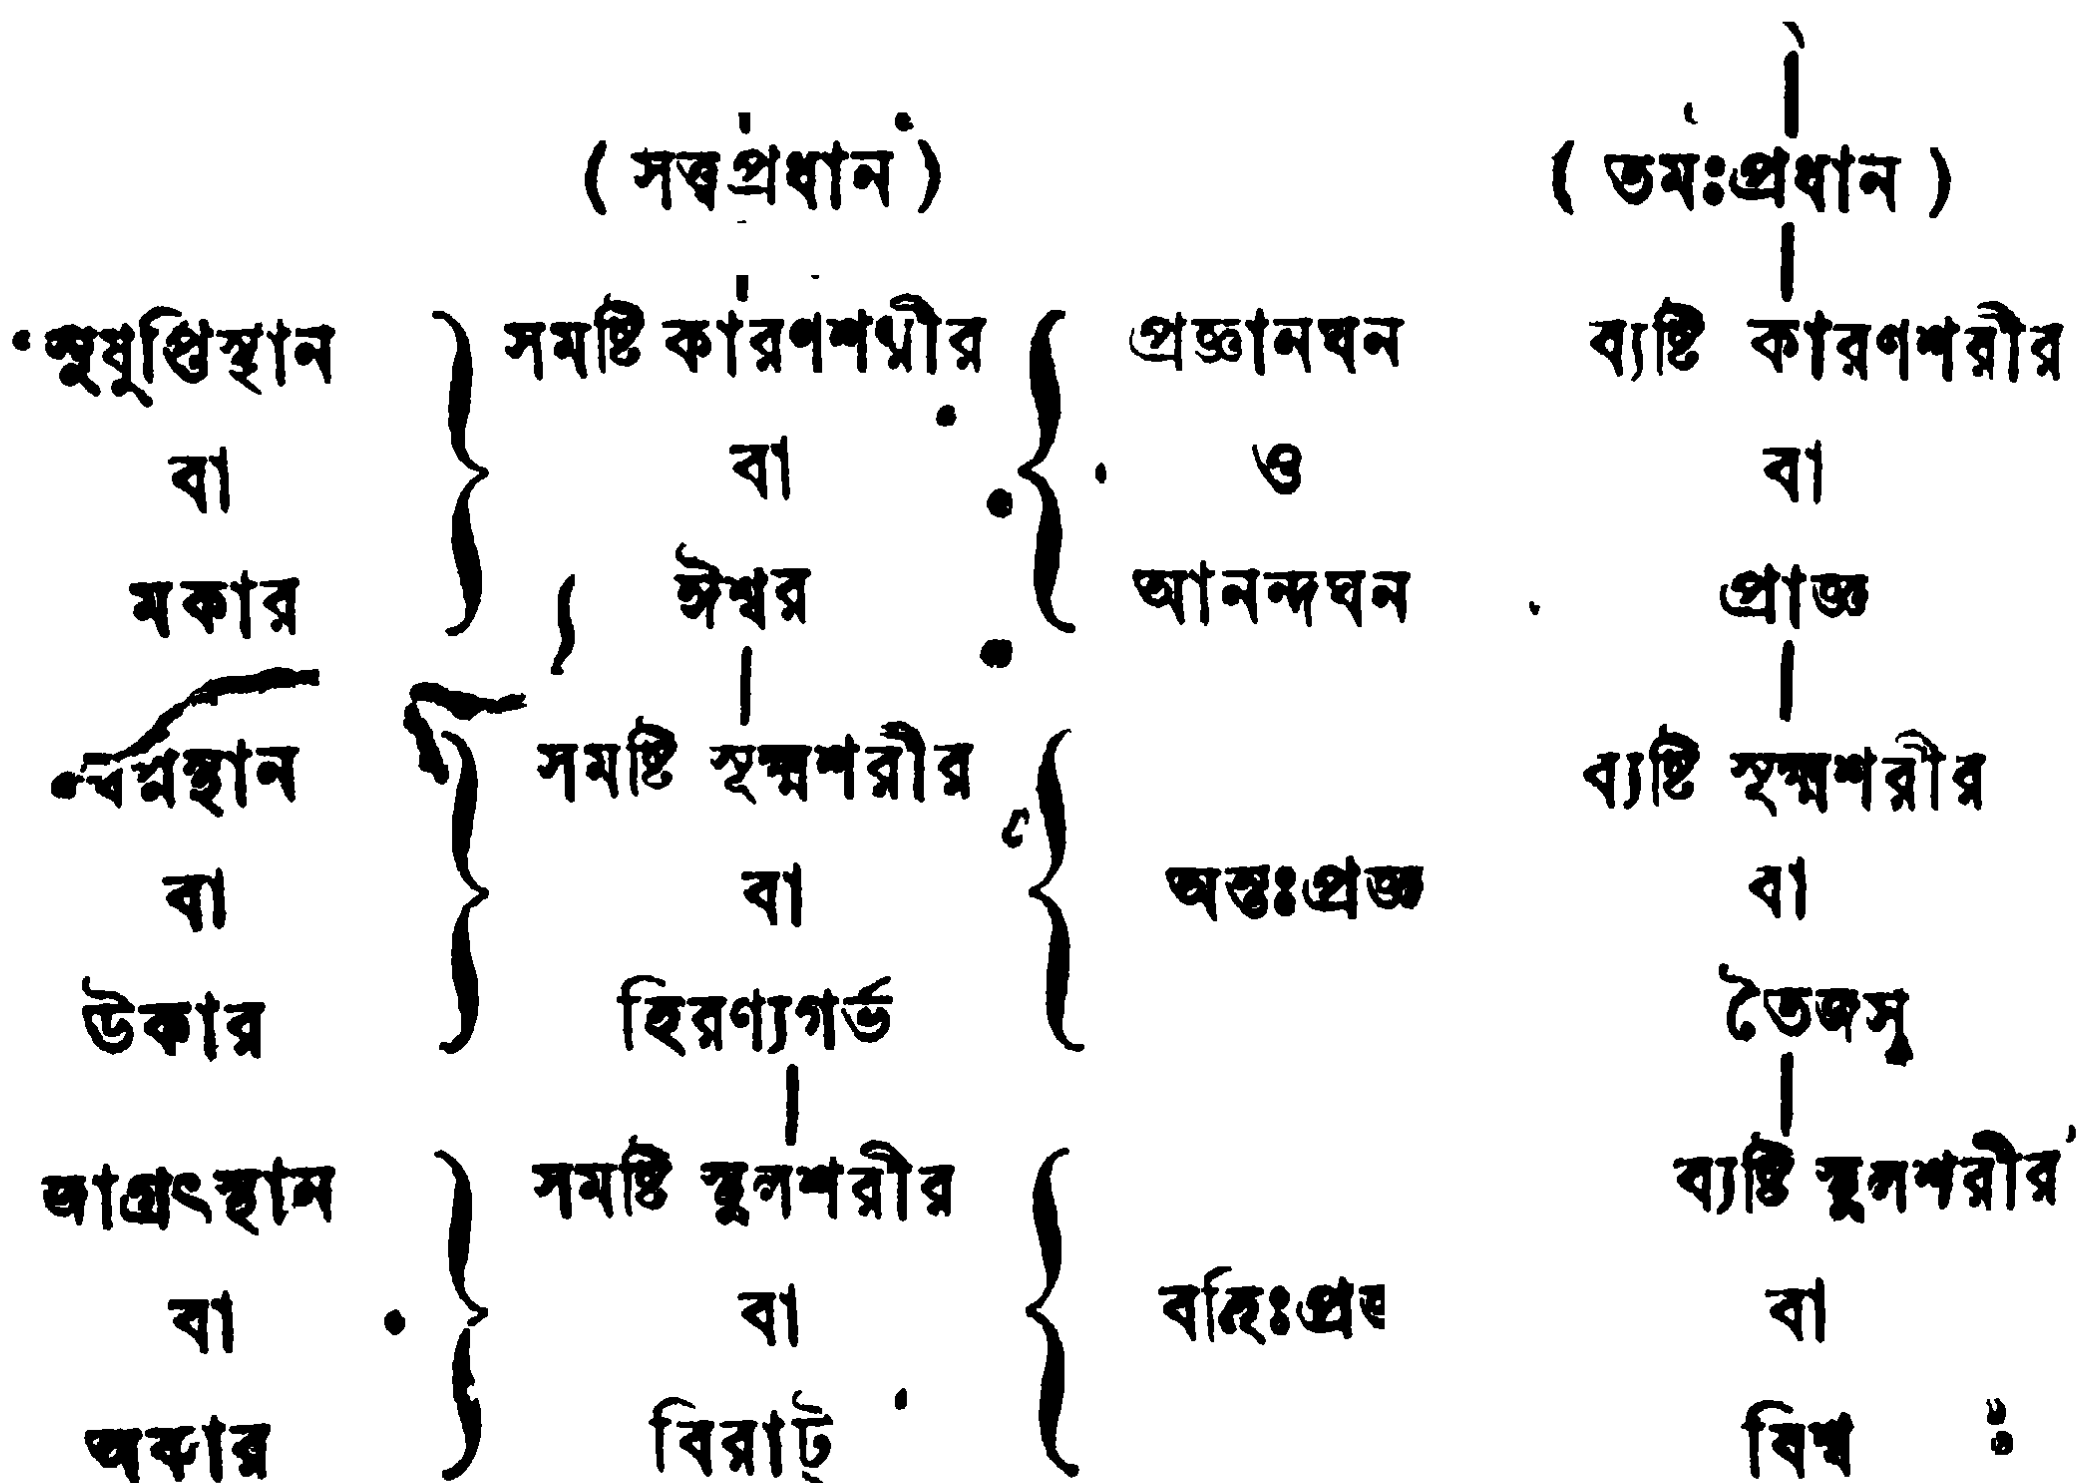 ( সত্ত্বপ্রধান ) ( তমঃপ্রধান )
সুষুপ্তিস্থান সমষ্টি কারণশরীর প্রজ্ঞানঘন ব্যষ্টি কারণশরীর
বা বা ও বা
মকার ঈশ্বর আনন্দঘন প্রাজ্ঞ
স্বপ্নস্থান সমষ্টি সূক্ষ্মশরীর ব্যষ্টি সূক্ষ্মশরীর
বা বা অন্তঃপ্রজ্ঞ বা
উকার হিরণ্যগর্ভ তৈজস
জাগ্রৎস্থান সমষ্টি স্থূলশরীর ব্যষ্টি স্থূলশরীর
বা বা বহিঃপ্রজ্ঞ বা
অকার বিরাট্ বিশ্ব